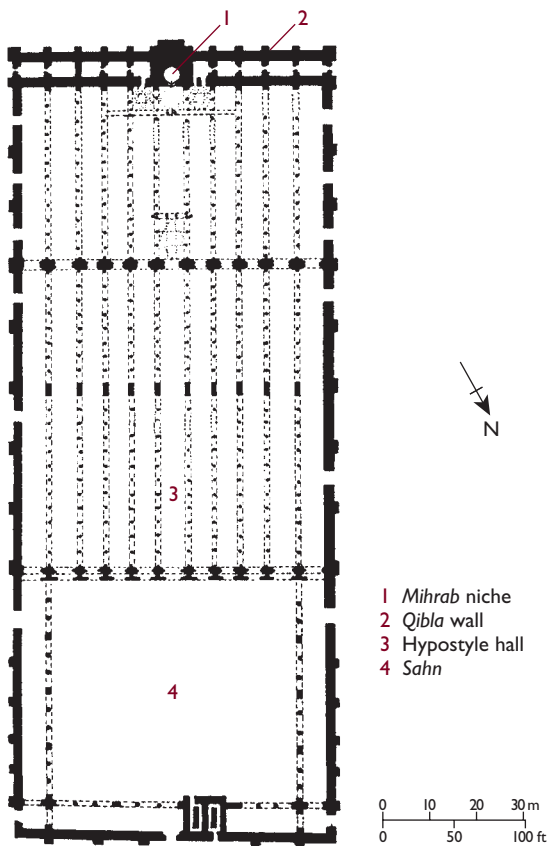 1 2
3
N
1 Mihrab niche
2 Qibla wall
3 Hypostyle hall
4 Sahn
4
0 10 20 30 m
0 50 100 ft